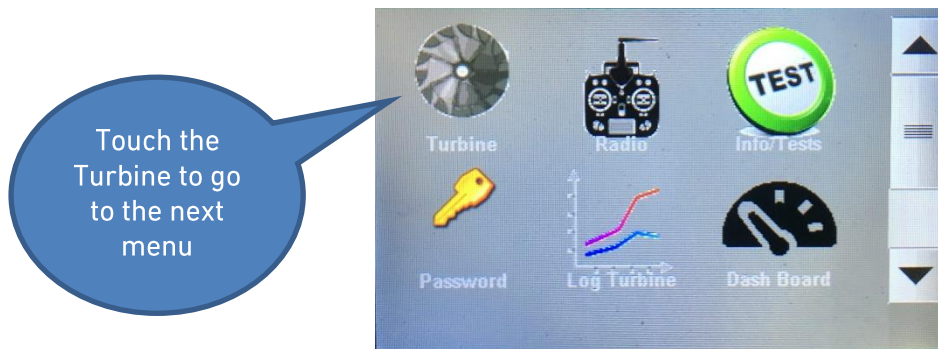 Touch the
Turbine to go
to the next
menu
Turbine
Radio
TEST
Info/Tests
Password
Log Turbine
Dash Board